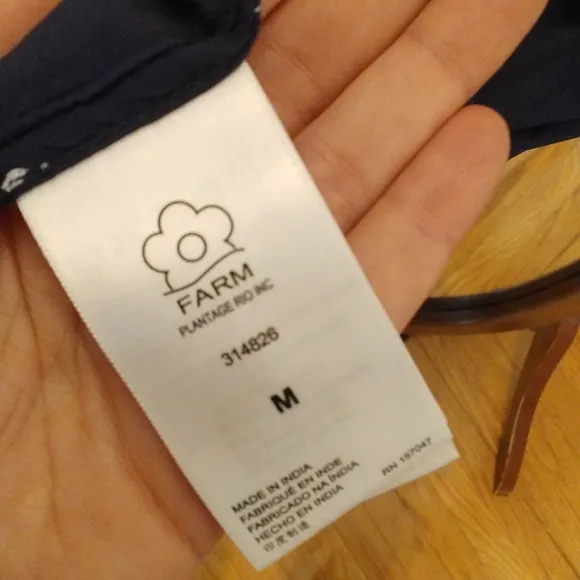 FARM
PLANTAGE RIO INC
314826
M
MADE IN INDIA
FABRIQUÉ EN INDE
FABRICADO NA ÍNDIA
HECHO EN INDIA
印度制造
RN 157047